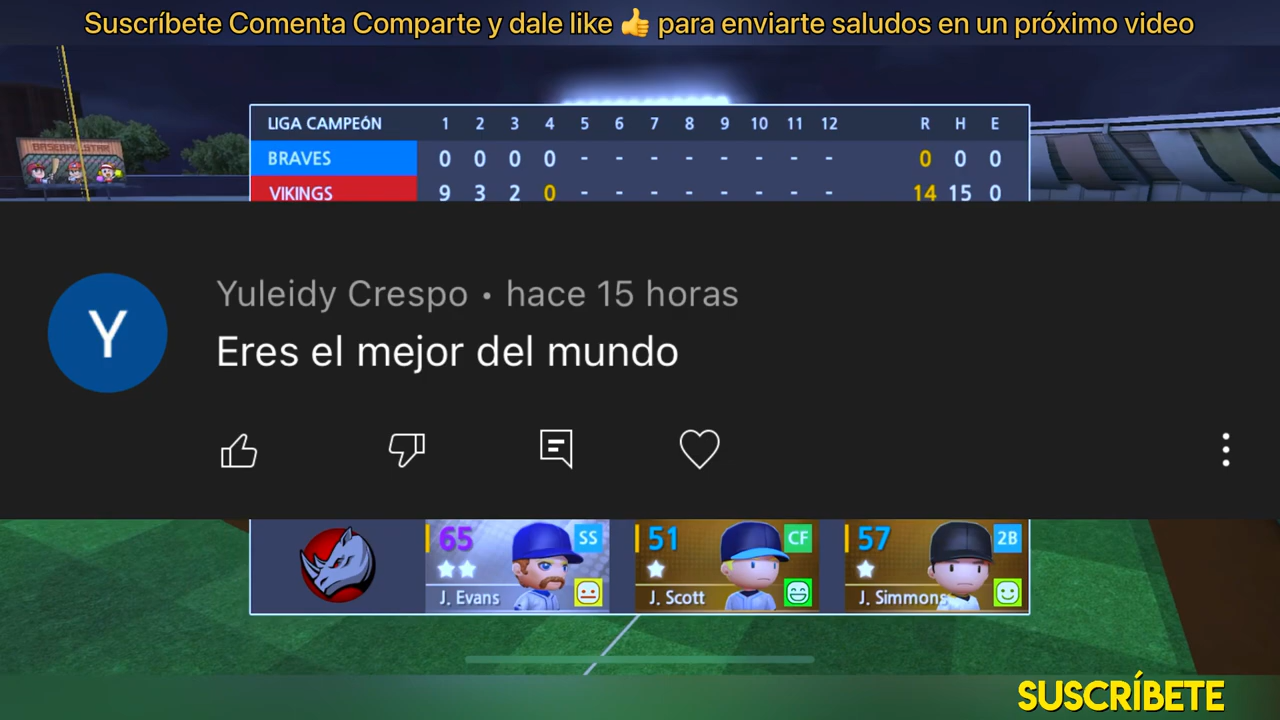 Suscríbete Comenta Comparte y dale like 👍 para enviarte saludos en un próximo video
BASEBALL STAR
LIGA CAMPEóN 1 2 3 4 5 6 7 8 9 10 11 12 R H E
BRAVES 0 0 0 0 - - - - - - - - 0 0 0
VIKINGS 9 3 2 0 - - - - - - - - 14 15 0
Y
Yuleidy Crespo • hace 15 horas
Eres el mejor del mundo
65 SS 51 CF 57 2B
J. Evans J. Scott J. Simmons
SUSCRÍBETE